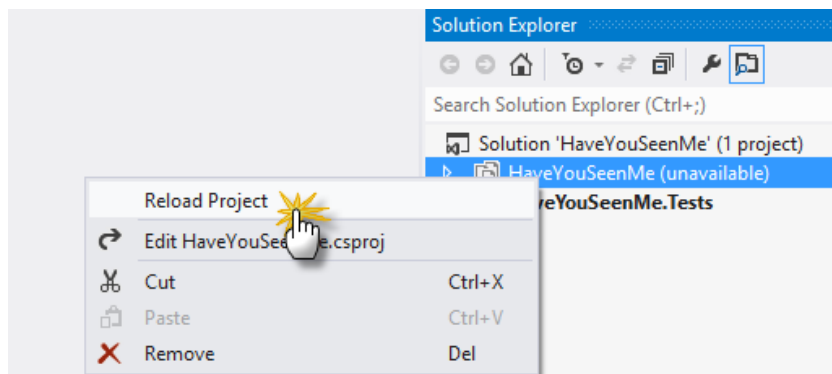 Solution Explorer
Search Solution Explorer (Ctrl+;)
Solution 'HaveYouSeenMe' (1 project)
HaveYouSeenMe (unavailable)
eYouSeenMe.Tests
Reload Project
Edit HaveYouSee e.csproj
Cut Ctrl+X
Paste Ctrl+V
Remove Del